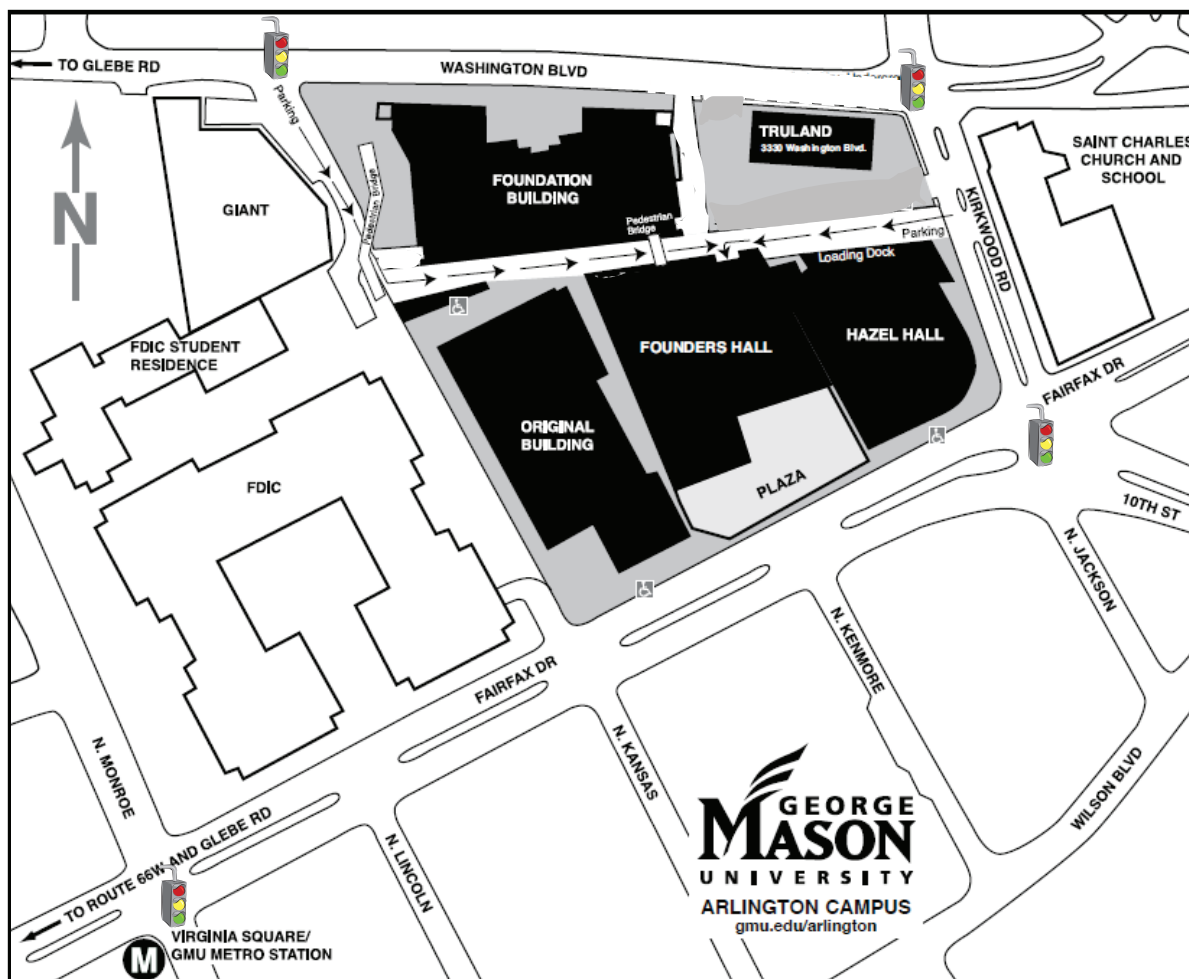 TO GLEBE RD
WASHINGTON BLVD
Parking
N
GIANT
Pedestrian Bridge
FOUNDATION
BUILDING
TRULAND
3330 Washington Blvd.
SAINT CHARLES
CHURCH AND
SCHOOL
KIRKWOOD RD
Pedestrian
Bridge
Parking
Loading Dock
FDIC STUDENT
RESIDENCE
FOUNDERS HALL
HAZEL HALL
FAIRFAX DR
ORIGINAL
BUILDING
FDIC
PLAZA
10TH ST
N. JACKSON
N. KENMORE
FAIRFAX DR
N. KANSAS
N. MONROE
WILSON BLVD
TO ROUTE 66W AND GLEBE RD
N. LINCOLN
GEORGE
MASON
UNIVERSITY
ARLINGTON CAMPUS
gmu.edu/arlington
M
VIRGINIA SQUARE/
GMU METRO STATION